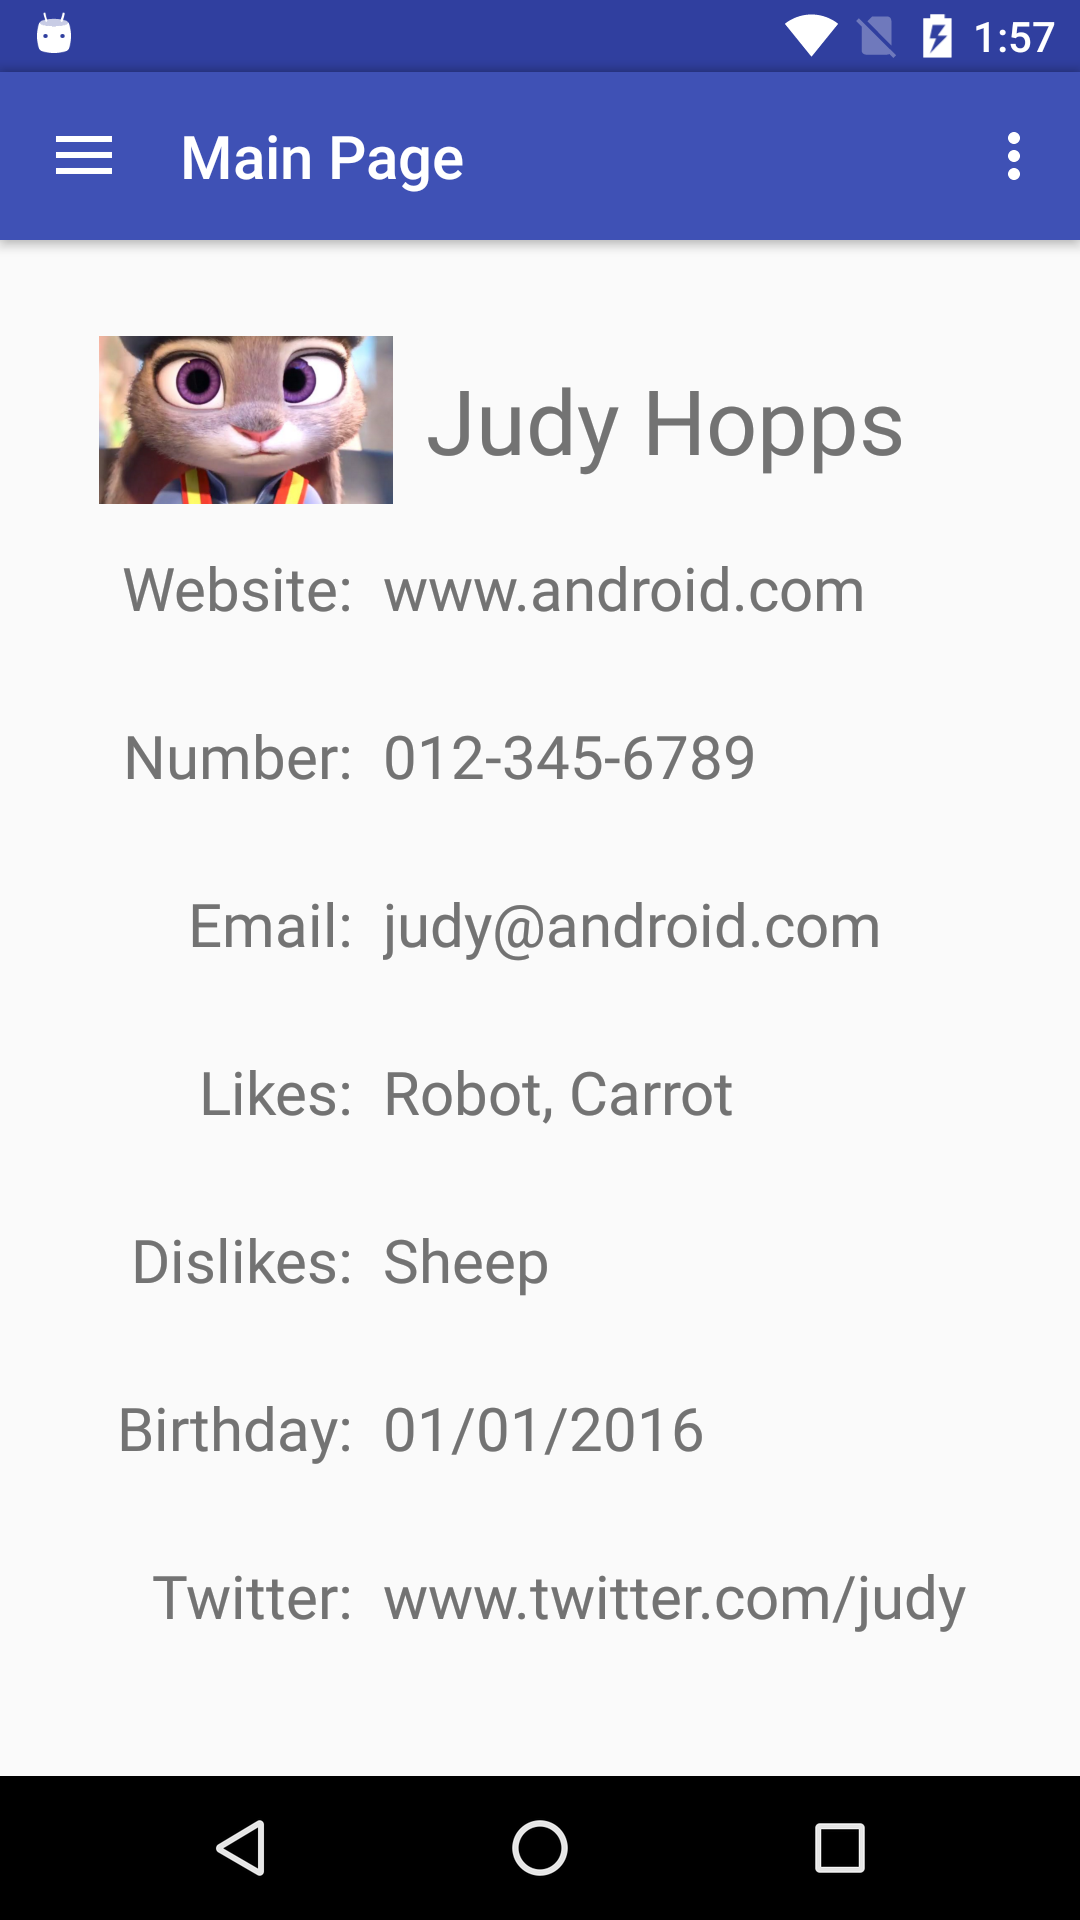 1:57
Main Page
Judy Hopps
Website: www.android.com
Number: 012-345-6789
Email: judy@android.com
Likes: Robot, Carrot
Dislikes: Sheep
Birthday: 01/01/2016
Twitter: www.twitter.com/judy